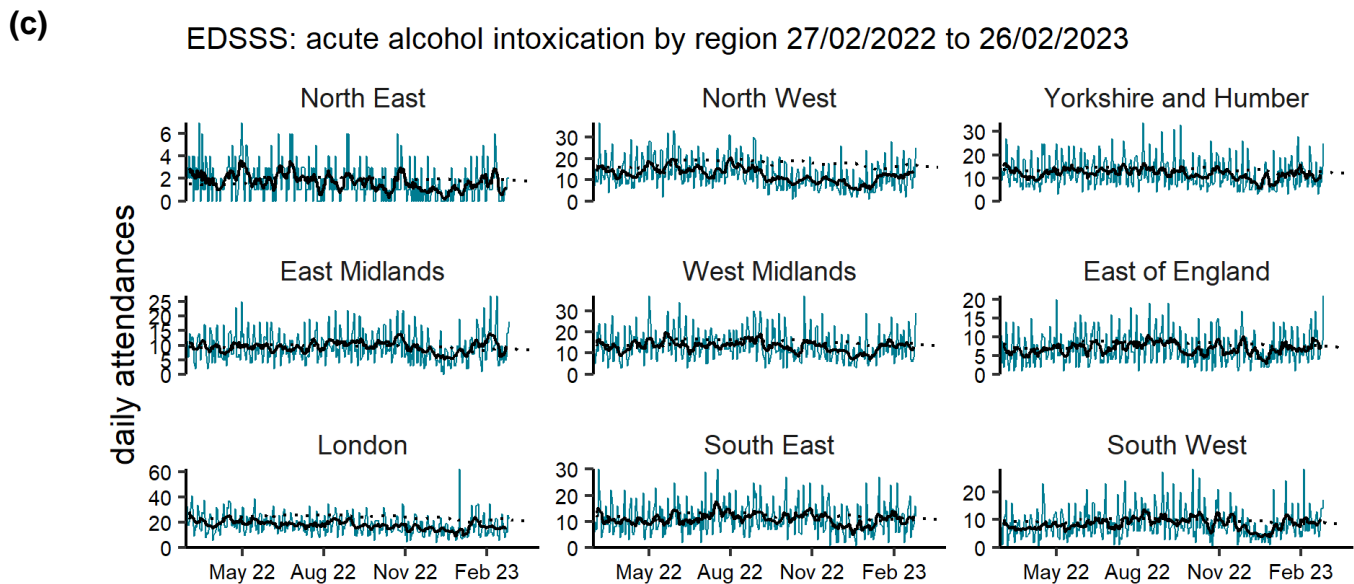 (c)
EDSSS: acute alcohol intoxication by region 27/02/2022 to 26/02/2023
daily attendances
North East
6
4
2
0
North West
30
20
10
0
Yorkshire and Humber
30
20
10
0
East Midlands
25
20
15
10
5
0
West Midlands
30
20
10
0
East of England
20
15
10
5
0
London
60
40
20
0
May 22 Aug 22 Nov 22 Feb 23
South East
30
20
10
0
May 22 Aug 22 Nov 22 Feb 23
South West
20
10
0
May 22 Aug 22 Nov 22 Feb 23